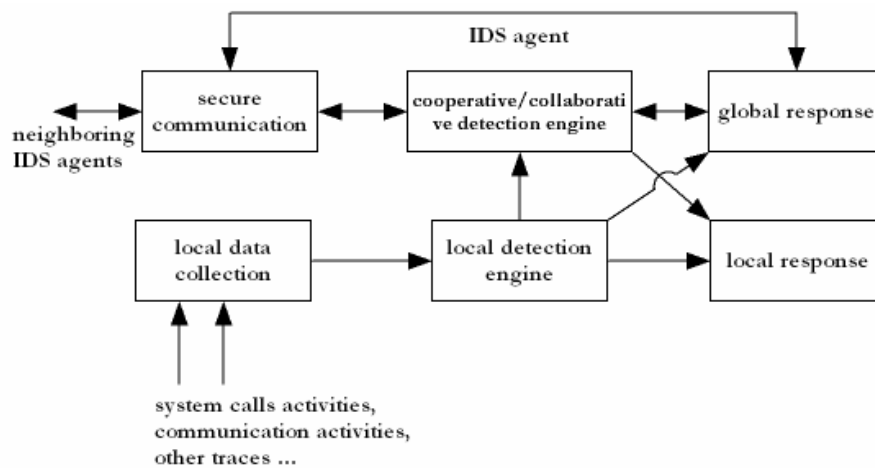 IDS agent
secure
communication
cooperative/collaborati
ve detection engine
global response
neighboring
IDS agents
local data
collection
local detection
engine
local response
system calls activities,
communication activities,
other traces ...